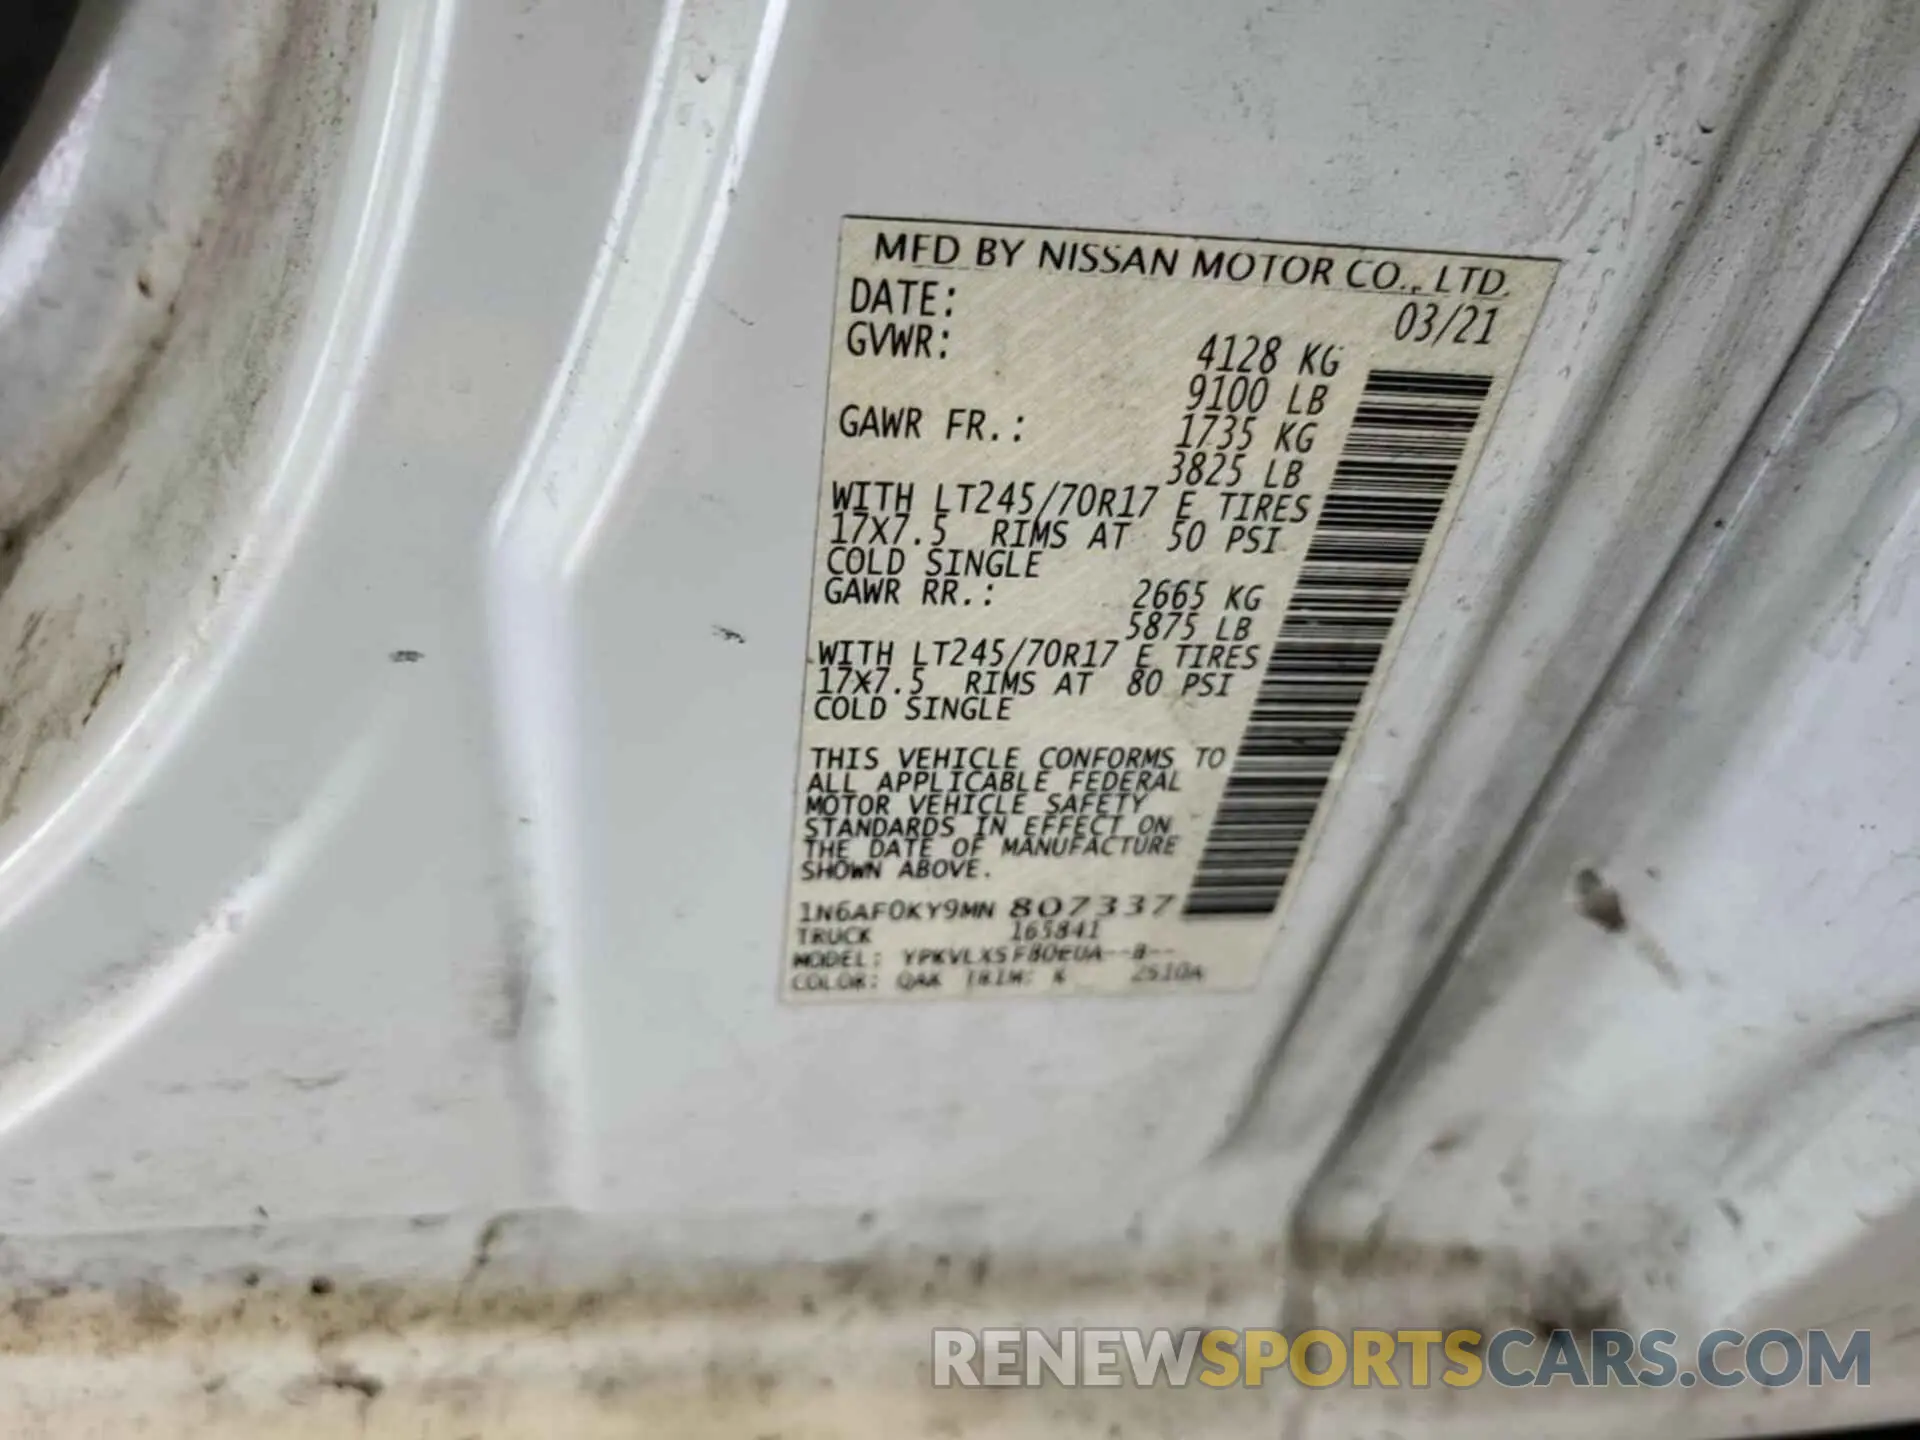 MFD BY NISSAN MOTOR CO., LTD.
DATE: 03/21
GVWR: 4128 KG
9100 LB
GAWR FR.: 1735 KG
3825 LB
WITH LT245/70R17 E TIRES
17X7.5 RIMS AT 50 PSI
COLD SINGLE
GAWR RR.: 2665 KG
5875 LB
WITH LT245/70R17 E TIRES
17X7.5 RIMS AT 80 PSI
COLD SINGLE
THIS VEHICLE CONFORMS TO
ALL APPLICABLE FEDERAL
MOTOR VEHICLE SAFETY
STANDARDS IN EFFECT ON
THE DATE OF MANUFACTURE
SHOWN ABOVE.
1N6AF0KY9MN 807337
TRUCK 165841
MODEL:
COLOR: QAK TRIM: K
RENEWSPORTSCARS.COM